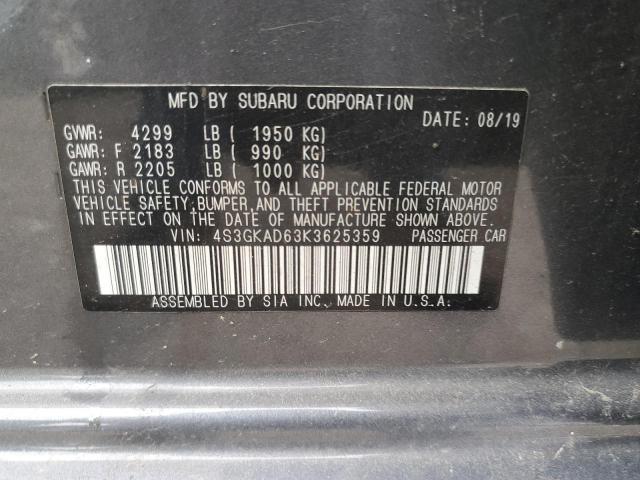 MFD BY SUBARU CORPORATION
DATE: 08/19
GVWR: 4299 LB ( 1950 KG)
GAWR: F 2183 LB ( 990 KG)
GAWR: R 2205 LB ( 1000 KG)
THIS VEHICLE CONFORMS TO ALL APPLICABLE FEDERAL MOTOR
VEHICLE SAFETY, BUMPER, AND THEFT PREVENTION STANDARDS
IN EFFECT ON THE DATE OF MANUFACTURE SHOWN ABOVE.
VIN: 4S3GKAD63K3625359 PASSENGER CAR
ASSEMBLED BY SIA INC. MADE IN U.S.A.